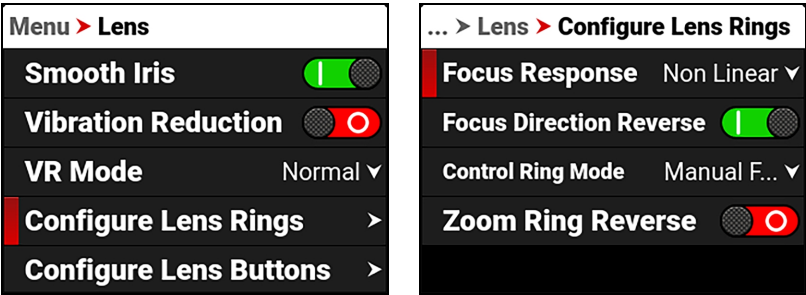 Menu ➤ Lens
Smooth Iris
Vibration Reduction
VR Mode Normal
Configure Lens Rings
Configure Lens Buttons
... ➤ Lens ➤ Configure Lens Rings
Focus Response Non Linear
Focus Direction Reverse
Control Ring Mode Manual F...
Zoom Ring Reverse